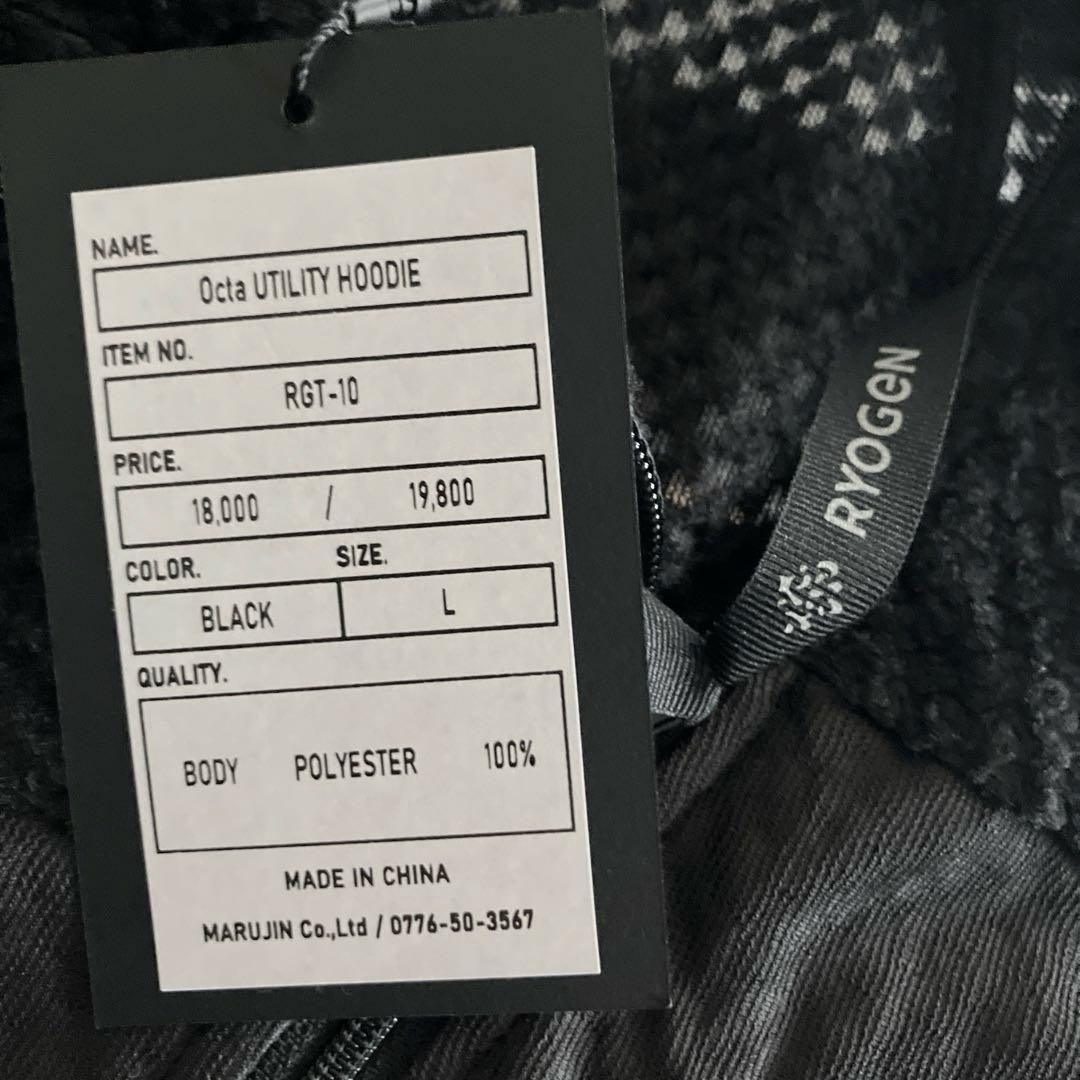 NAME.
Octa UTILITY HOODIE
ITEM NO.
RGT-10
PRICE.
18,000 / 19,800
COLOR. SIZE.
BLACK L
QUALITY.
BODY POLYESTER 100%
MADE IN CHINA
MARUJIN Co.,Ltd / 0776-50-3567
RYOGeN